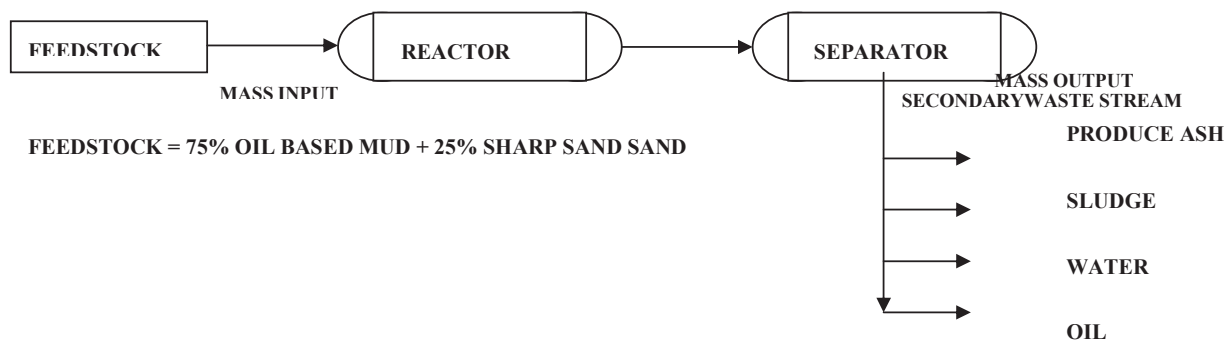 FEEDSTOCK
REACTOR
SEPARATOR
MASS INPUT
MASS OUTPUT
SECONDARYWASTE STREAM
FEEDSTOCK = 75% OIL BASED MUD + 25% SHARP SAND SAND
PRODUCE ASH
SLUDGE
WATER
OIL